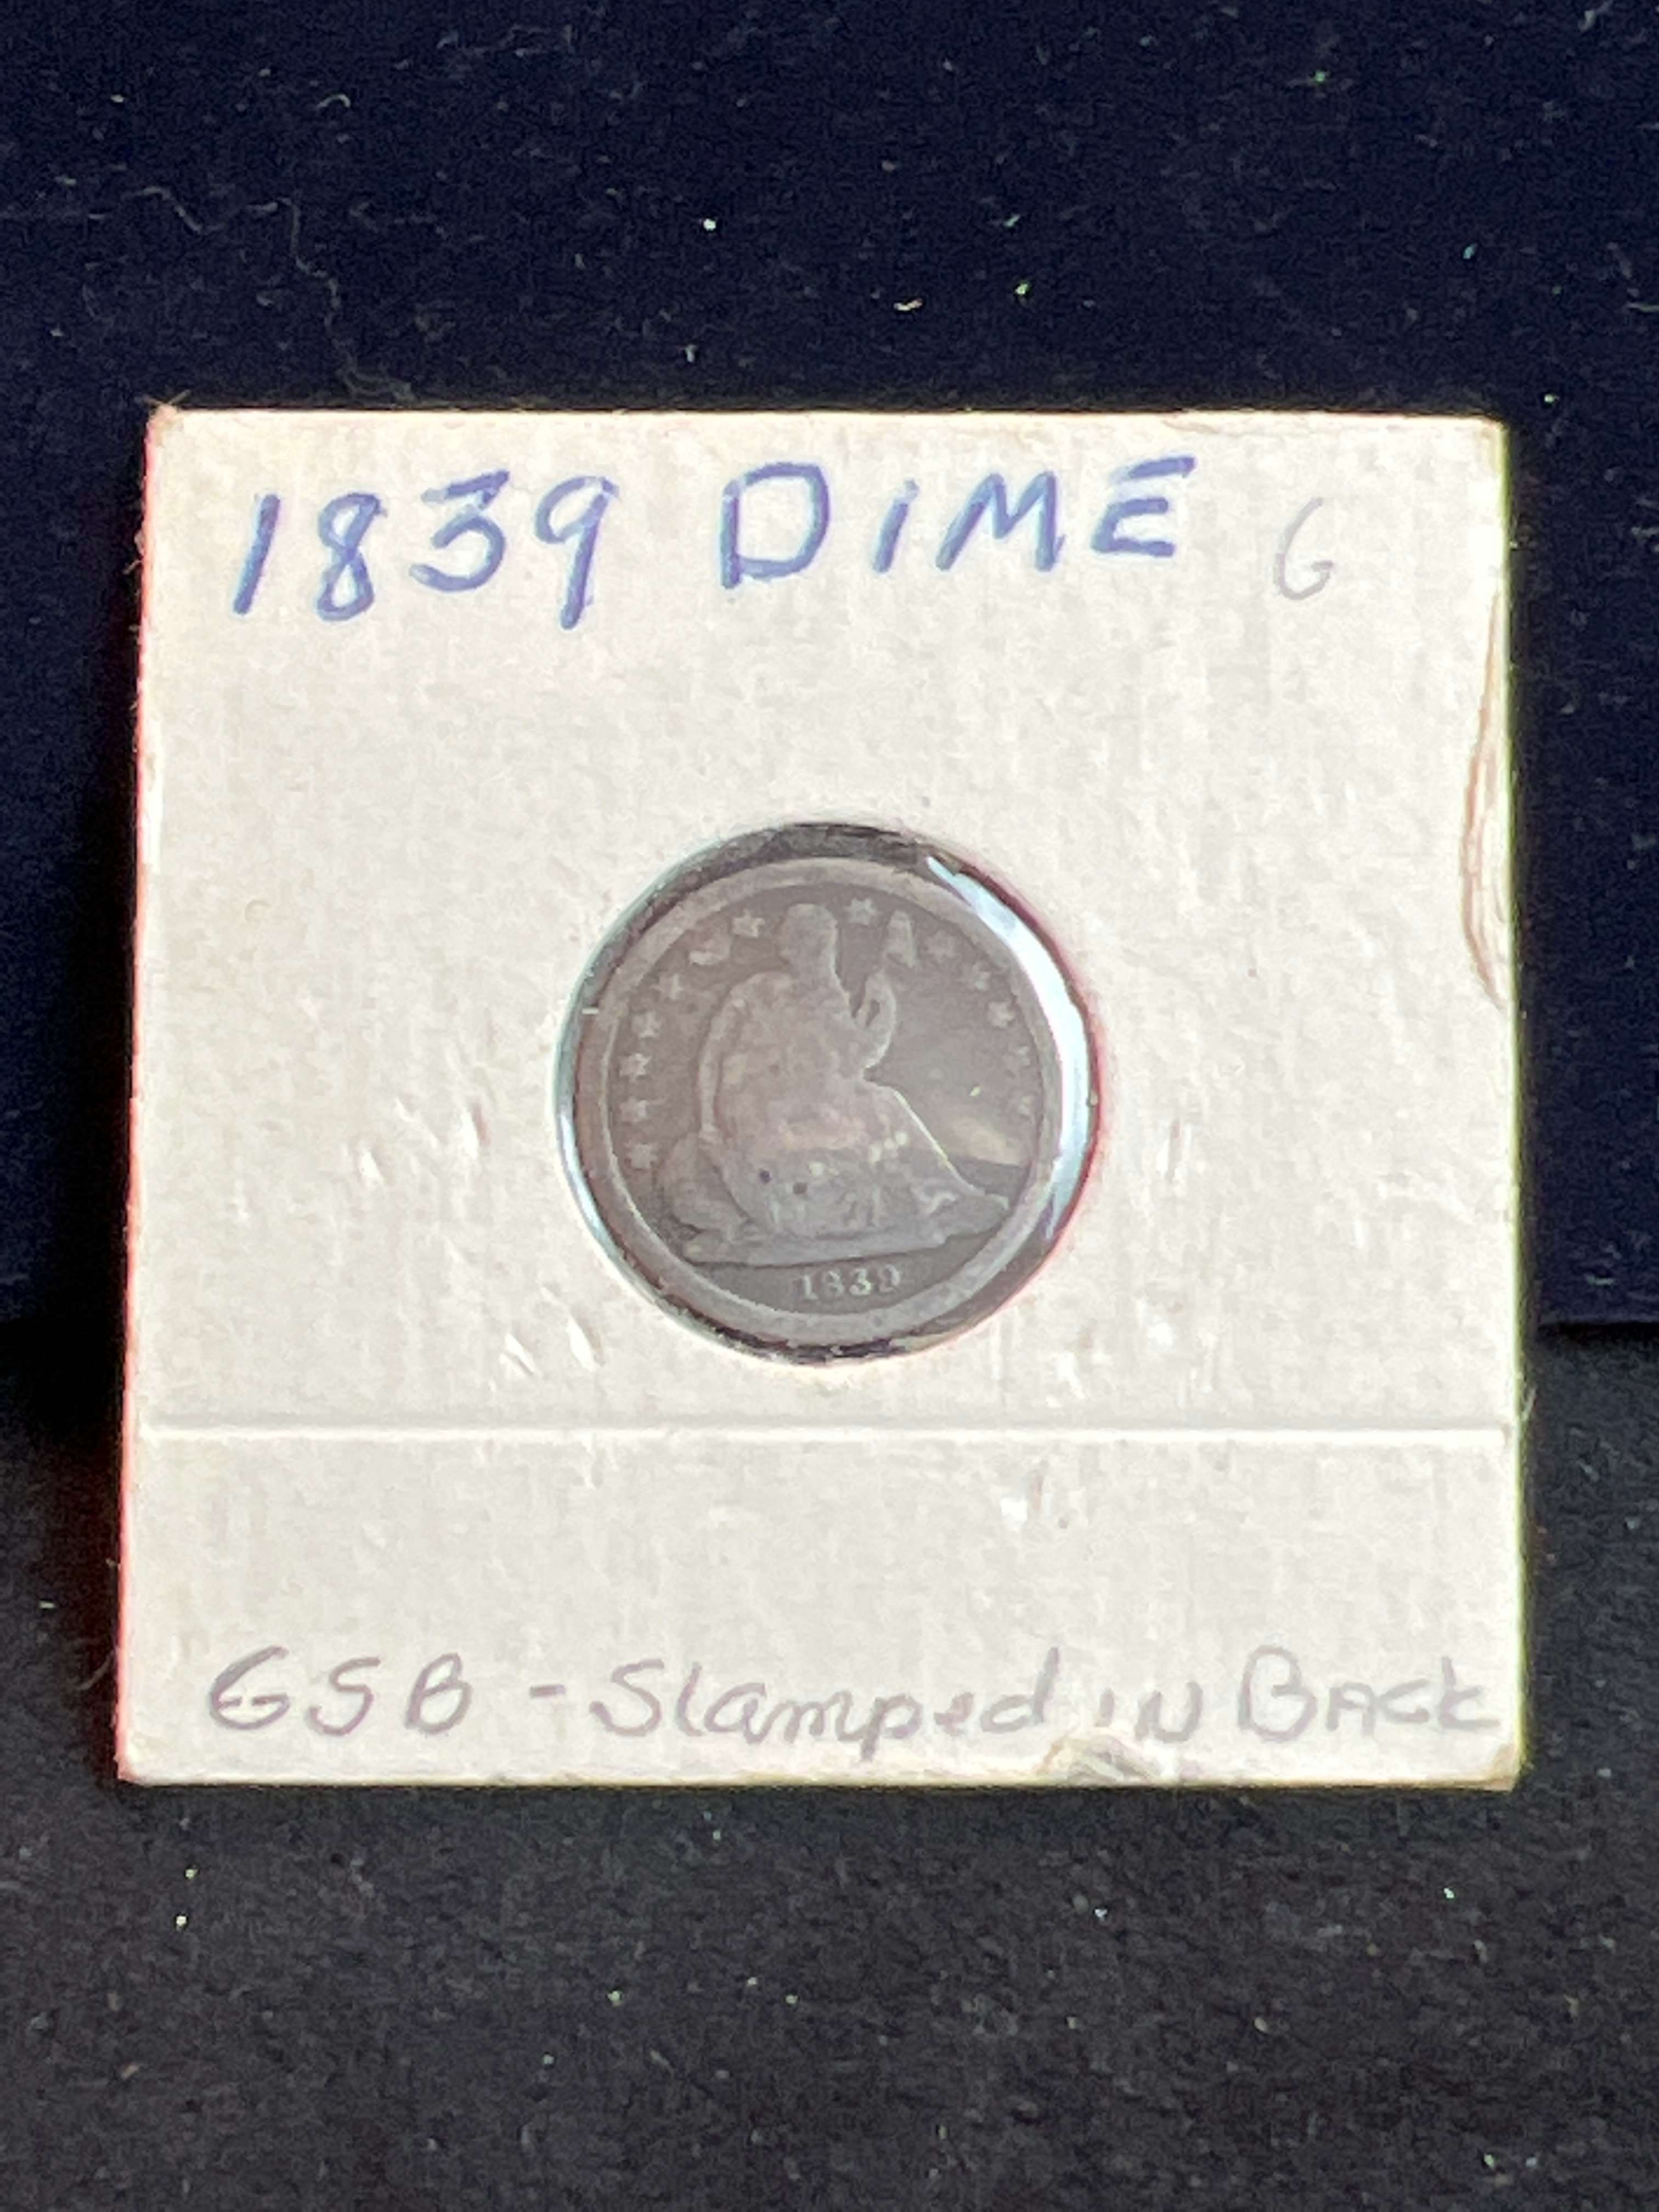 1839 DIME G
1839
GSB - Stamped in BACK